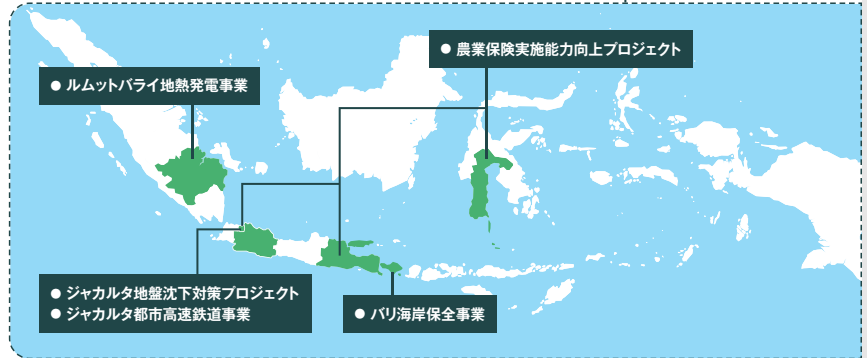 ● 農業保険実施能力向上プロジェクト
● ルムットバライ地熱発電事業
● ジャカルタ地盤沈下対策プロジェクト
● ジャカルタ都市高速鉄道事業
● バリ海岸保全事業